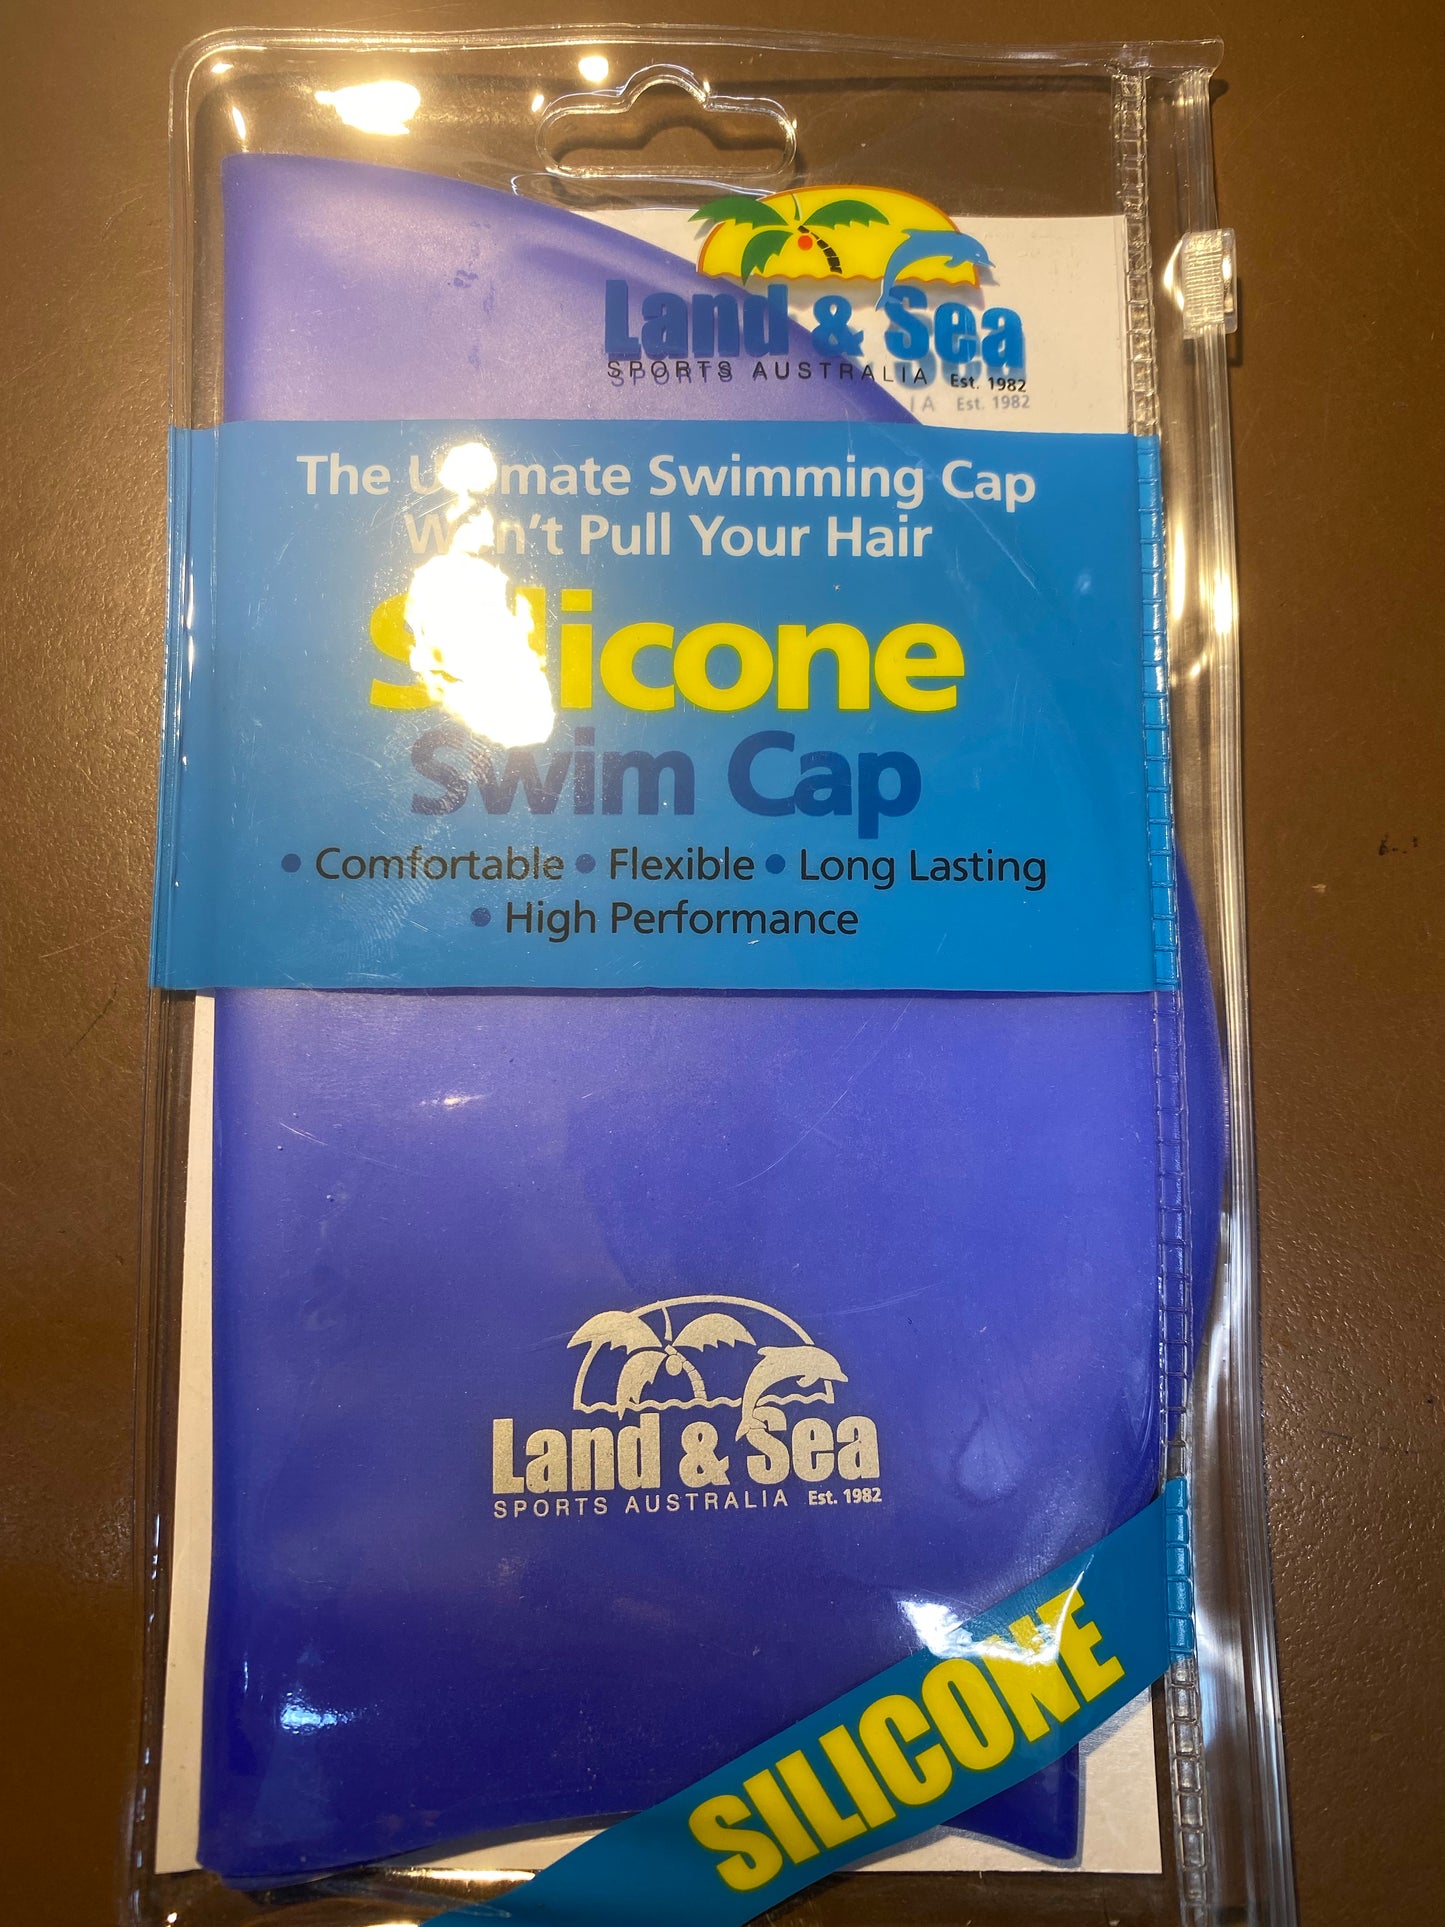 Land & Sea
SPORTS AUSTRALIA Est. 1982
The Ultimate Swimming Cap
Won't Pull Your Hair
Silicone
Swim Cap
• Comfortable • Flexible • Long Lasting
• High Performance
Land & Sea
SPORTS AUSTRALIA Est. 1982
SILICONE